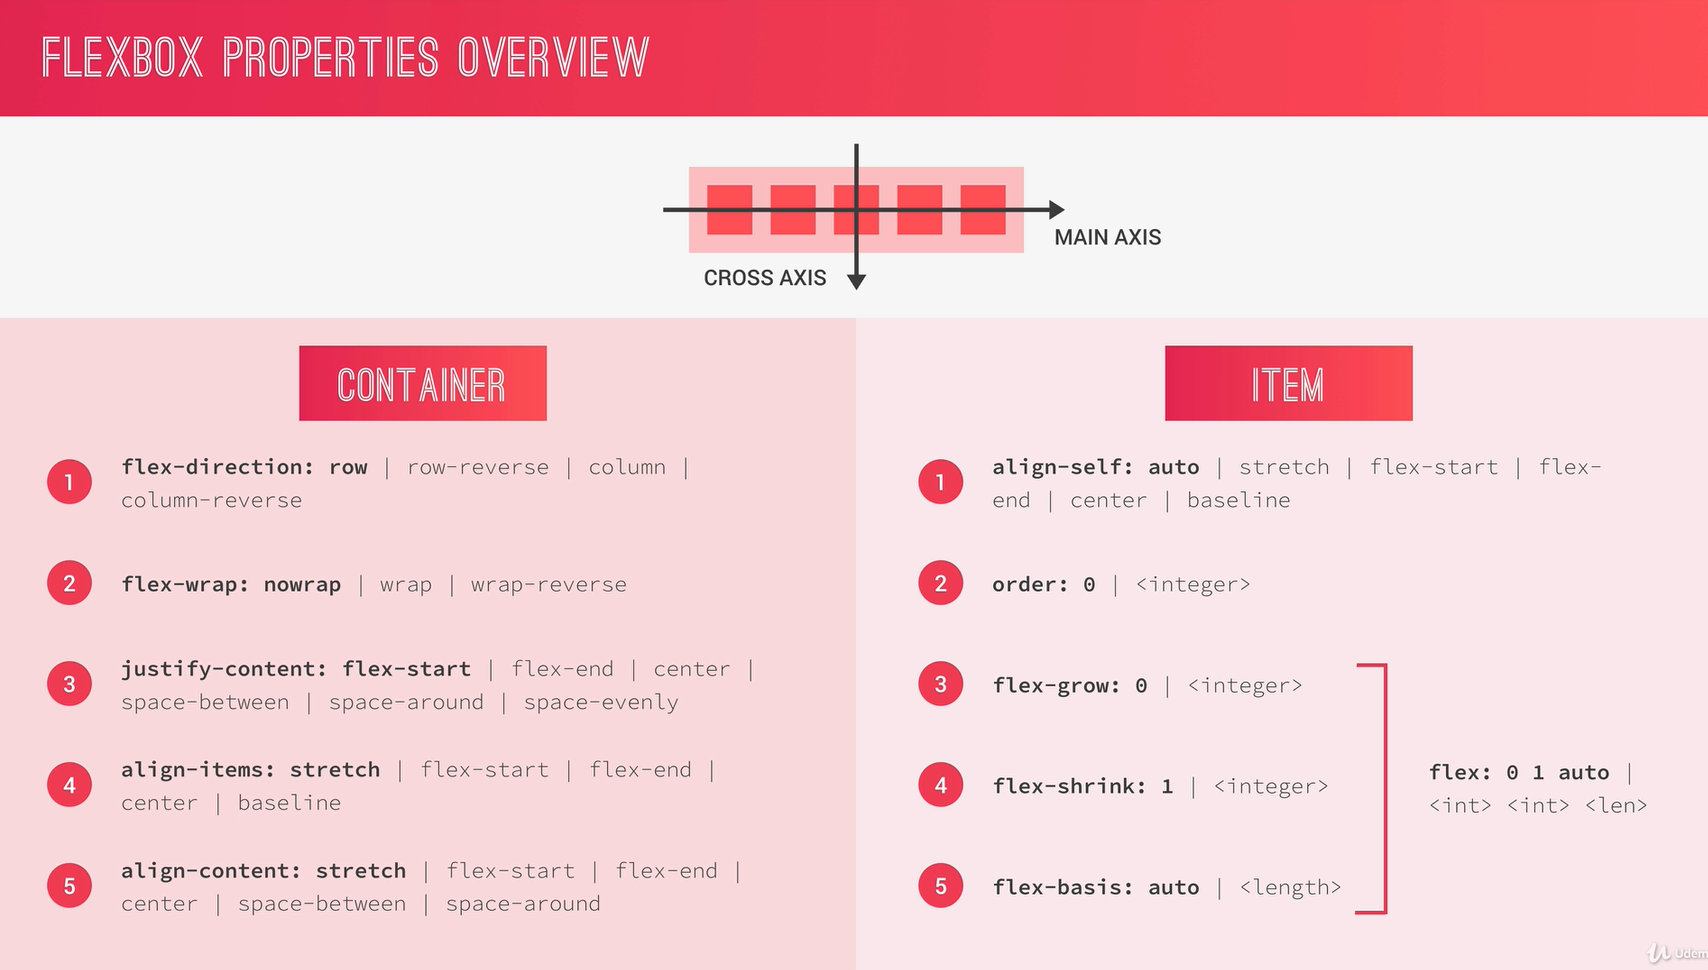 FLEXBOX PROPERTIES OVERVIEW
MAIN AXIS
CROSS AXIS
CONTAINER
1 flex-direction: row | row-reverse | column |
column-reverse
2 flex-wrap: nowrap | wrap | wrap-reverse
3 justify-content: flex-start | flex-end | center |
space-between | space-around | space-evenly
4 align-items: stretch | flex-start | flex-end |
center | baseline
5 align-content: stretch | flex-start | flex-end |
center | space-between | space-around
ITEM
1 align-self: auto | stretch | flex-start | flex-
end | center | baseline
2 order: 0 | <integer>
3 flex-grow: 0 | <integer>
4 flex-shrink: 1 | <integer>
5 flex-basis: auto | <length>
flex: 0 1 auto |
<int> <int> <len>
Udem